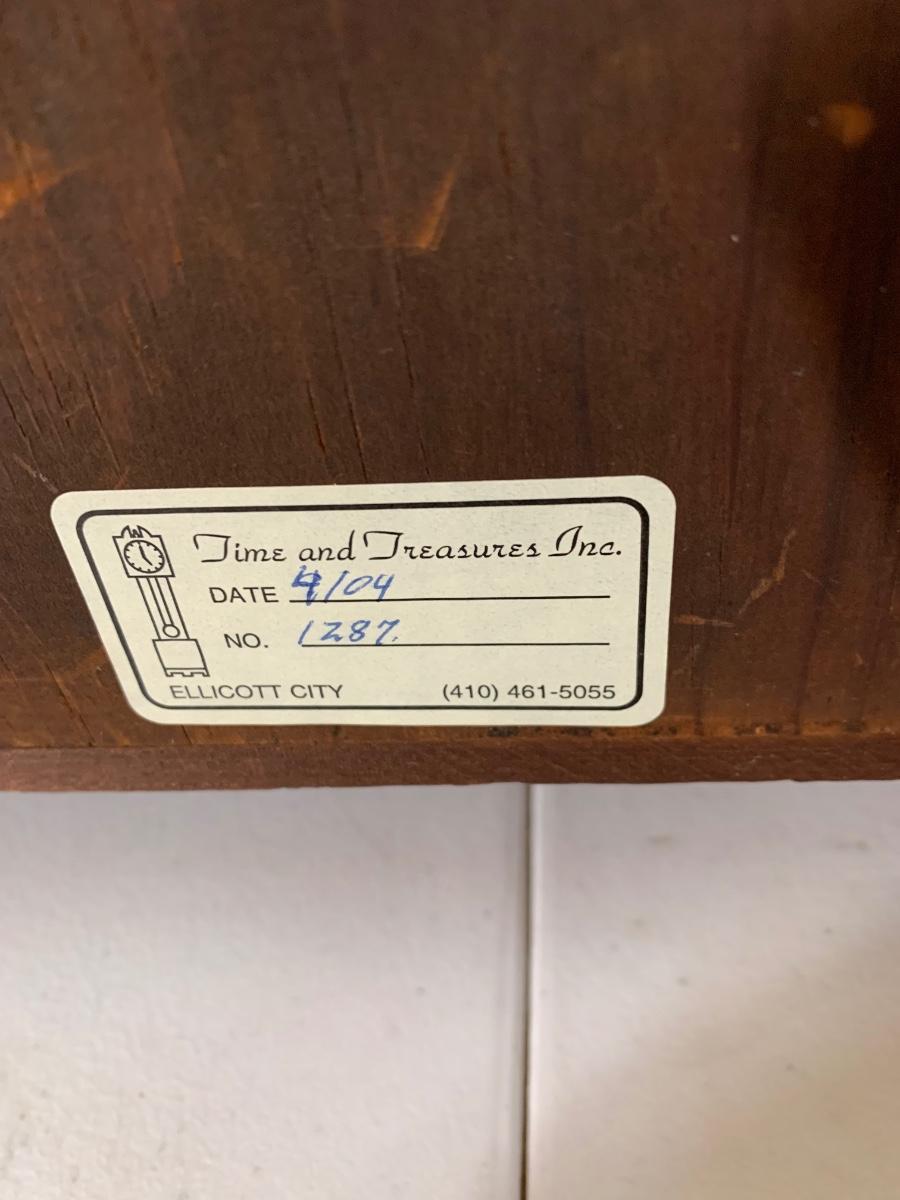 Time and Treasures Inc.
DATE 4/04
NO. 1287.
ELLICOTT CITY (410) 461-5055